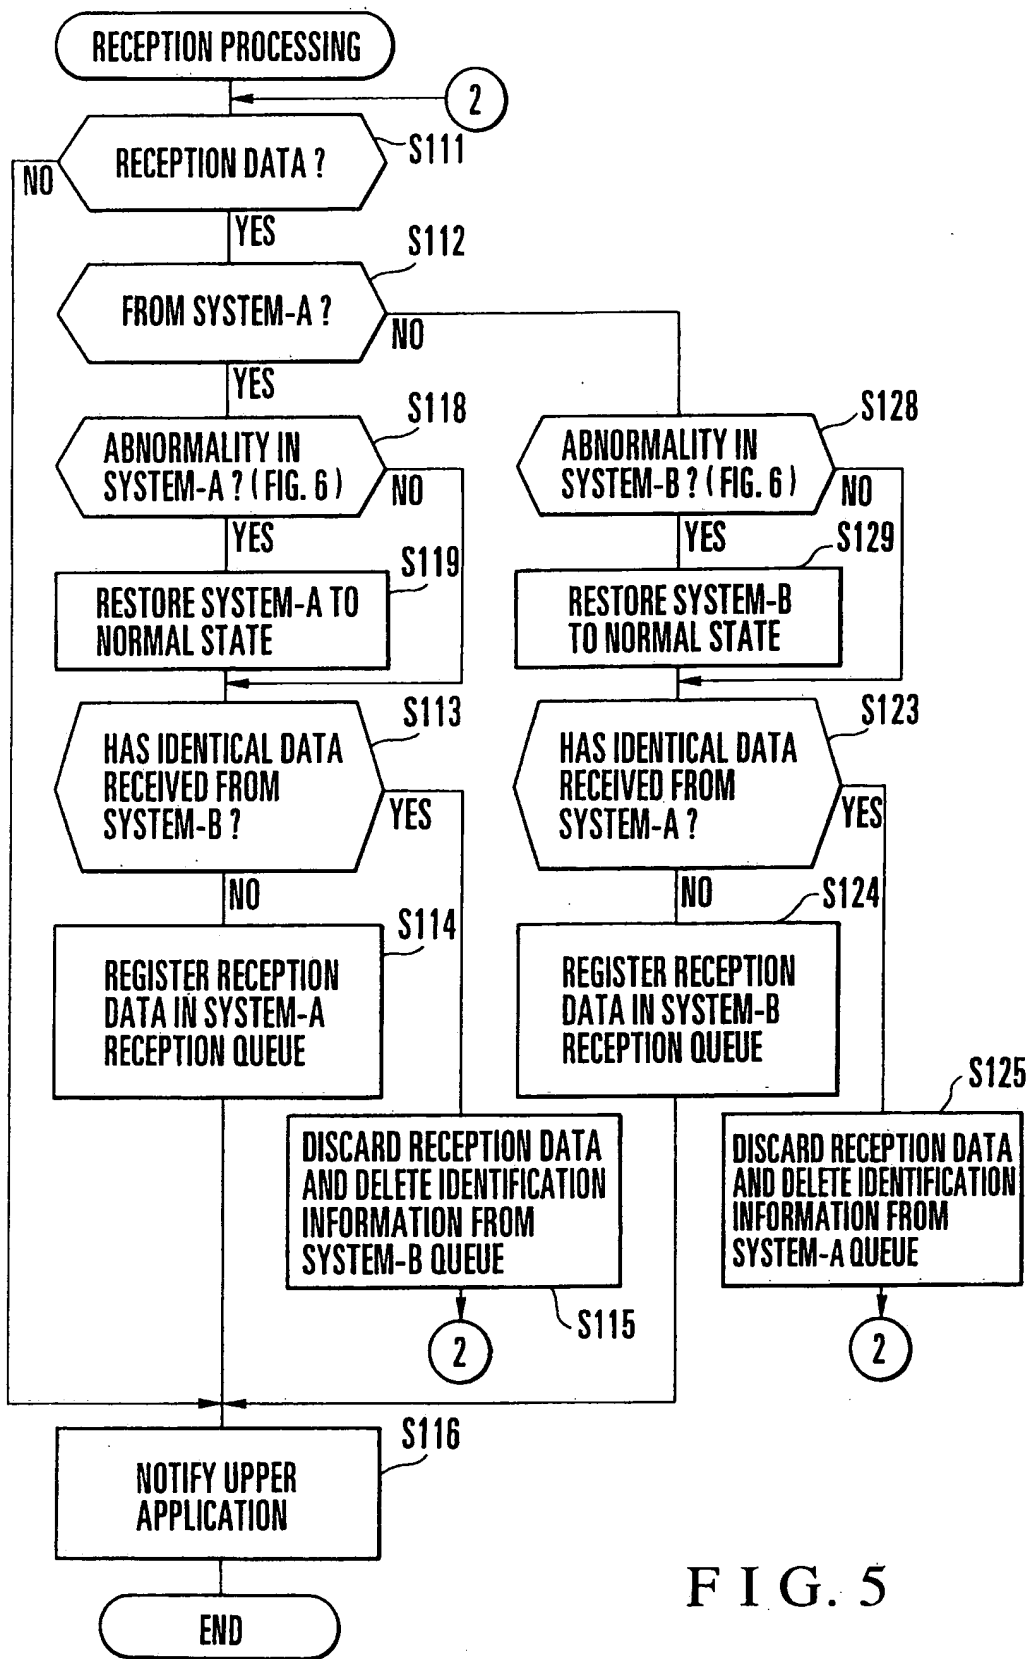 RECEPTION PROCESSING
2
S111
RECEPTION DATA ?
NO
YES
S112
FROM SYSTEM-A ?
NO
YES
S118
ABNORMALITY IN
SYSTEM-A ? ( FIG. 6 )
NO
YES
S119
RESTORE SYSTEM-A TO
NORMAL STATE
S128
ABNORMALITY IN
SYSTEM-B ? ( FIG. 6 )
NO
YES
S129
RESTORE SYSTEM-B
TO NORMAL STATE
S113
HAS IDENTICAL DATA
RECEIVED FROM
SYSTEM-B ?
YES
NO
S114
REGISTER RECEPTION
DATA IN SYSTEM-A
RECEPTION QUEUE
S123
HAS IDENTICAL DATA
RECEIVED FROM
SYSTEM-A ?
YES
NO
S124
REGISTER RECEPTION
DATA IN SYSTEM-B
RECEPTION QUEUE
DISCARD RECEPTION DATA
AND DELETE IDENTIFICATION
INFORMATION FROM
SYSTEM-B QUEUE
S115
2
S125
DISCARD RECEPTION DATA
AND DELETE IDENTIFICATION
INFORMATION FROM
SYSTEM-A QUEUE
2
S116
NOTIFY UPPER
APPLICATION
END
FIG. 5